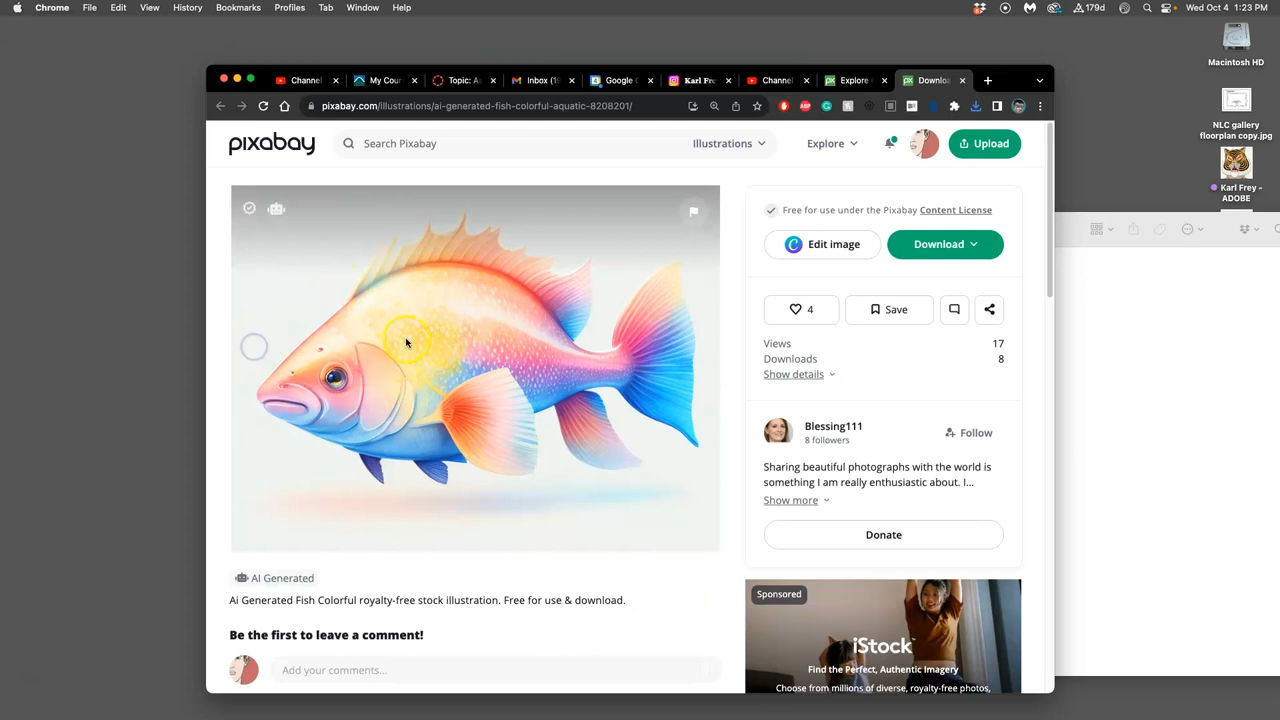 Chrome File Edit View History Bookmarks Profiles Tab Window Help 179d Wed Oct 4 1:23 PM
Macintosh HD
NLC gallery
floorplan copy.jpg
Karl Frey -
ADOBE
Channel My Cour Topic: As Inbox (19 Google C Karl Fre Channel Explore Downloa
pixabay.com/illustrations/ai-generated-fish-colorful-aquatic-8208201/
pixabay Search Pixabay Illustrations Explore Upload
Free for use under the Pixabay Content License
Edit image Download
4 Save
Views 17
Downloads 8
Show details
Blessing111
8 followers
Follow
Sharing beautiful photographs with the world is
something I am really enthusiastic about. I...
Show more
Donate
AI Generated
Ai Generated Fish Colorful royalty-free stock illustration. Free for use & download.
Be the first to leave a comment!
Add your comments...
Sponsored
iStock
Find the Perfect, Authentic Imagery
Choose from millions of diverse, royalty-free photos,